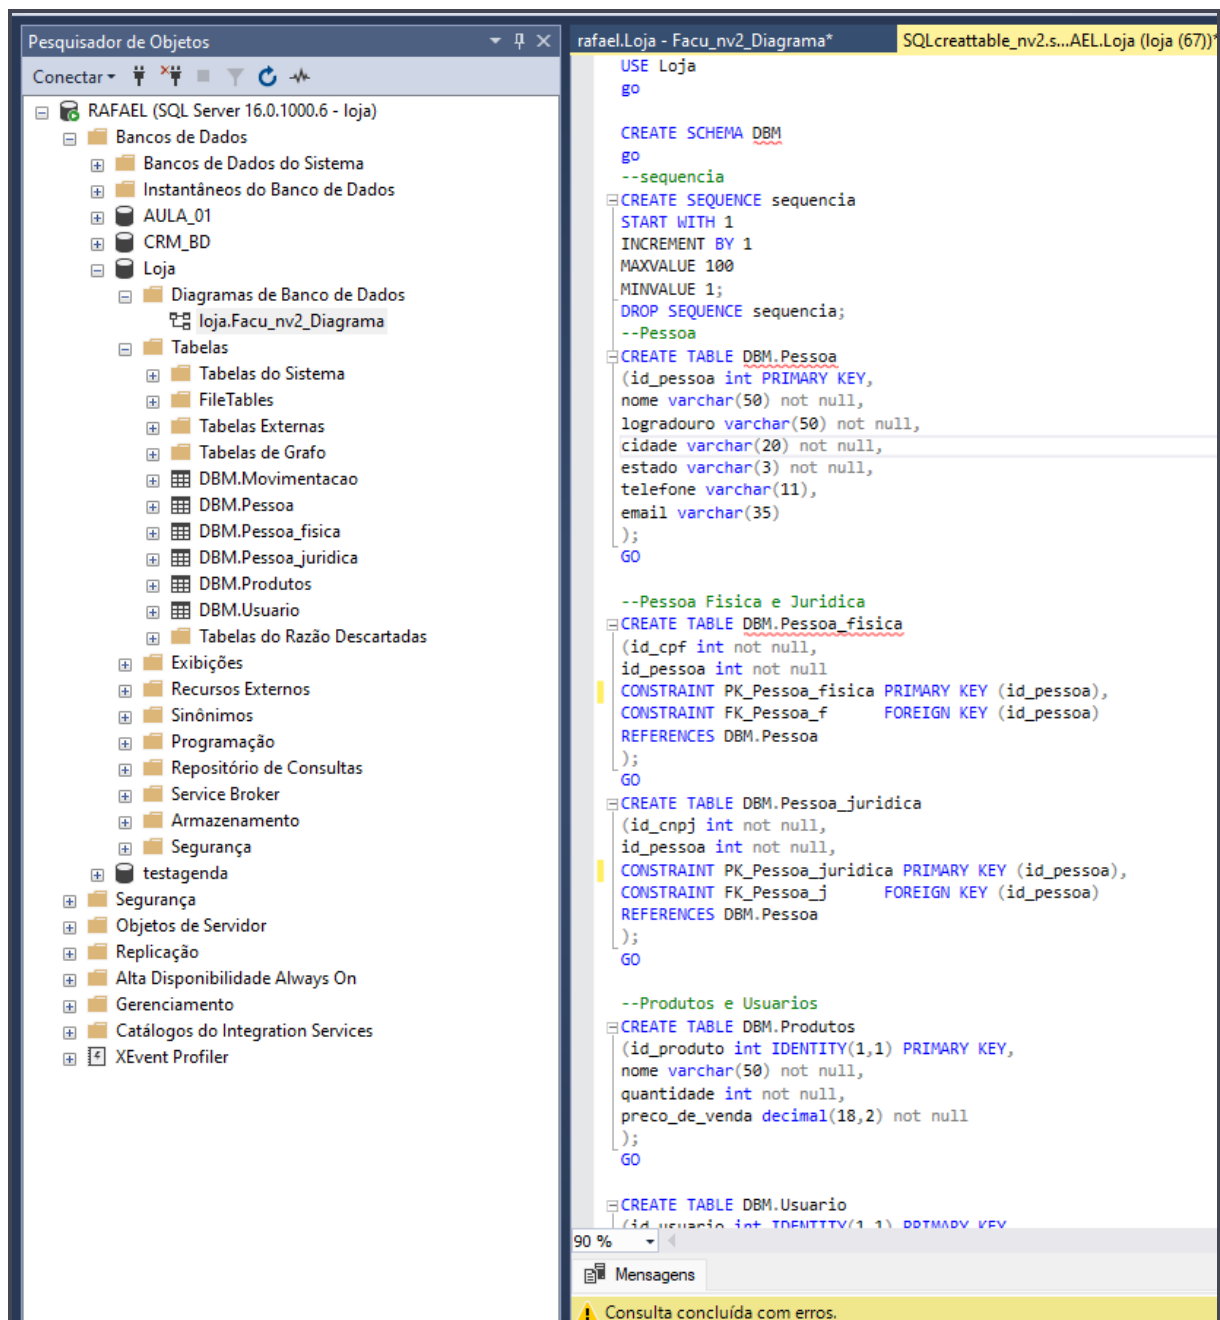 Pesquisador de Objetos
Conectar
RAFAEL (SQL Server 16.0.1000.6 - loja)
Bancos de Dados
Bancos de Dados do Sistema
Instantâneos do Banco de Dados
AULA_01
CRM_BD
Loja
Diagramas de Banco de Dados
loja.Facu_nv2_Diagrama
Tabelas
Tabelas do Sistema
FileTables
Tabelas Externas
Tabelas de Grafo
DBM.Movimentacao
DBM.Pessoa
DBM.Pessoa_fisica
DBM.Pessoa_juridica
DBM.Produtos
DBM.Usuario
Tabelas do Razão Descartadas
Exibições
Recursos Externos
Sinônimos
Programação
Repositório de Consultas
Service Broker
Armazenamento
Segurança
testagenda
Segurança
Objetos de Servidor
Replicação
Alta Disponibilidade Always On
Gerenciamento
Catálogos do Integration Services
XEvent Profiler
rafael.Loja - Facu_nv2_Diagrama*
SQLcreattable_nv2.s...AEL.Loja (loja (67))*
USE Loja
go
CREATE SCHEMA DBM
go
--sequencia
CREATE SEQUENCE sequencia
START WITH 1
INCREMENT BY 1
MAXVALUE 100
MINVALUE 1;
DROP SEQUENCE sequencia;
--Pessoa
CREATE TABLE DBM.Pessoa
(id_pessoa int PRIMARY KEY,
nome varchar(50) not null,
logradouro varchar(50) not null,
cidade varchar(20) not null,
estado varchar(3) not null,
telefone varchar(11),
email varchar(35)
);
GO
--Pessoa Fisica e Juridica
CREATE TABLE DBM.Pessoa_fisica
(id_cpf int not null,
id_pessoa int not null
CONSTRAINT PK_Pessoa_fisica PRIMARY KEY (id_pessoa),
CONSTRAINT FK_Pessoa_f FOREIGN KEY (id_pessoa)
REFERENCES DBM.Pessoa
);
GO
CREATE TABLE DBM.Pessoa_juridica
(id_cnpj int not null,
id_pessoa int not null,
CONSTRAINT PK_Pessoa_juridica PRIMARY KEY (id_pessoa),
CONSTRAINT FK_Pessoa_j FOREIGN KEY (id_pessoa)
REFERENCES DBM.Pessoa
);
GO
--Produtos e Usuarios
CREATE TABLE DBM.Produtos
(id_produto int IDENTITY(1,1) PRIMARY KEY,
nome varchar(50) not null,
quantidade int not null,
preco_de_venda decimal(18,2) not null
);
GO
CREATE TABLE DBM.Usuario
(id_usuario int IDENTITY(1,1) PRIMARY KEY
90 %
Mensagens
Consulta concluída com erros.